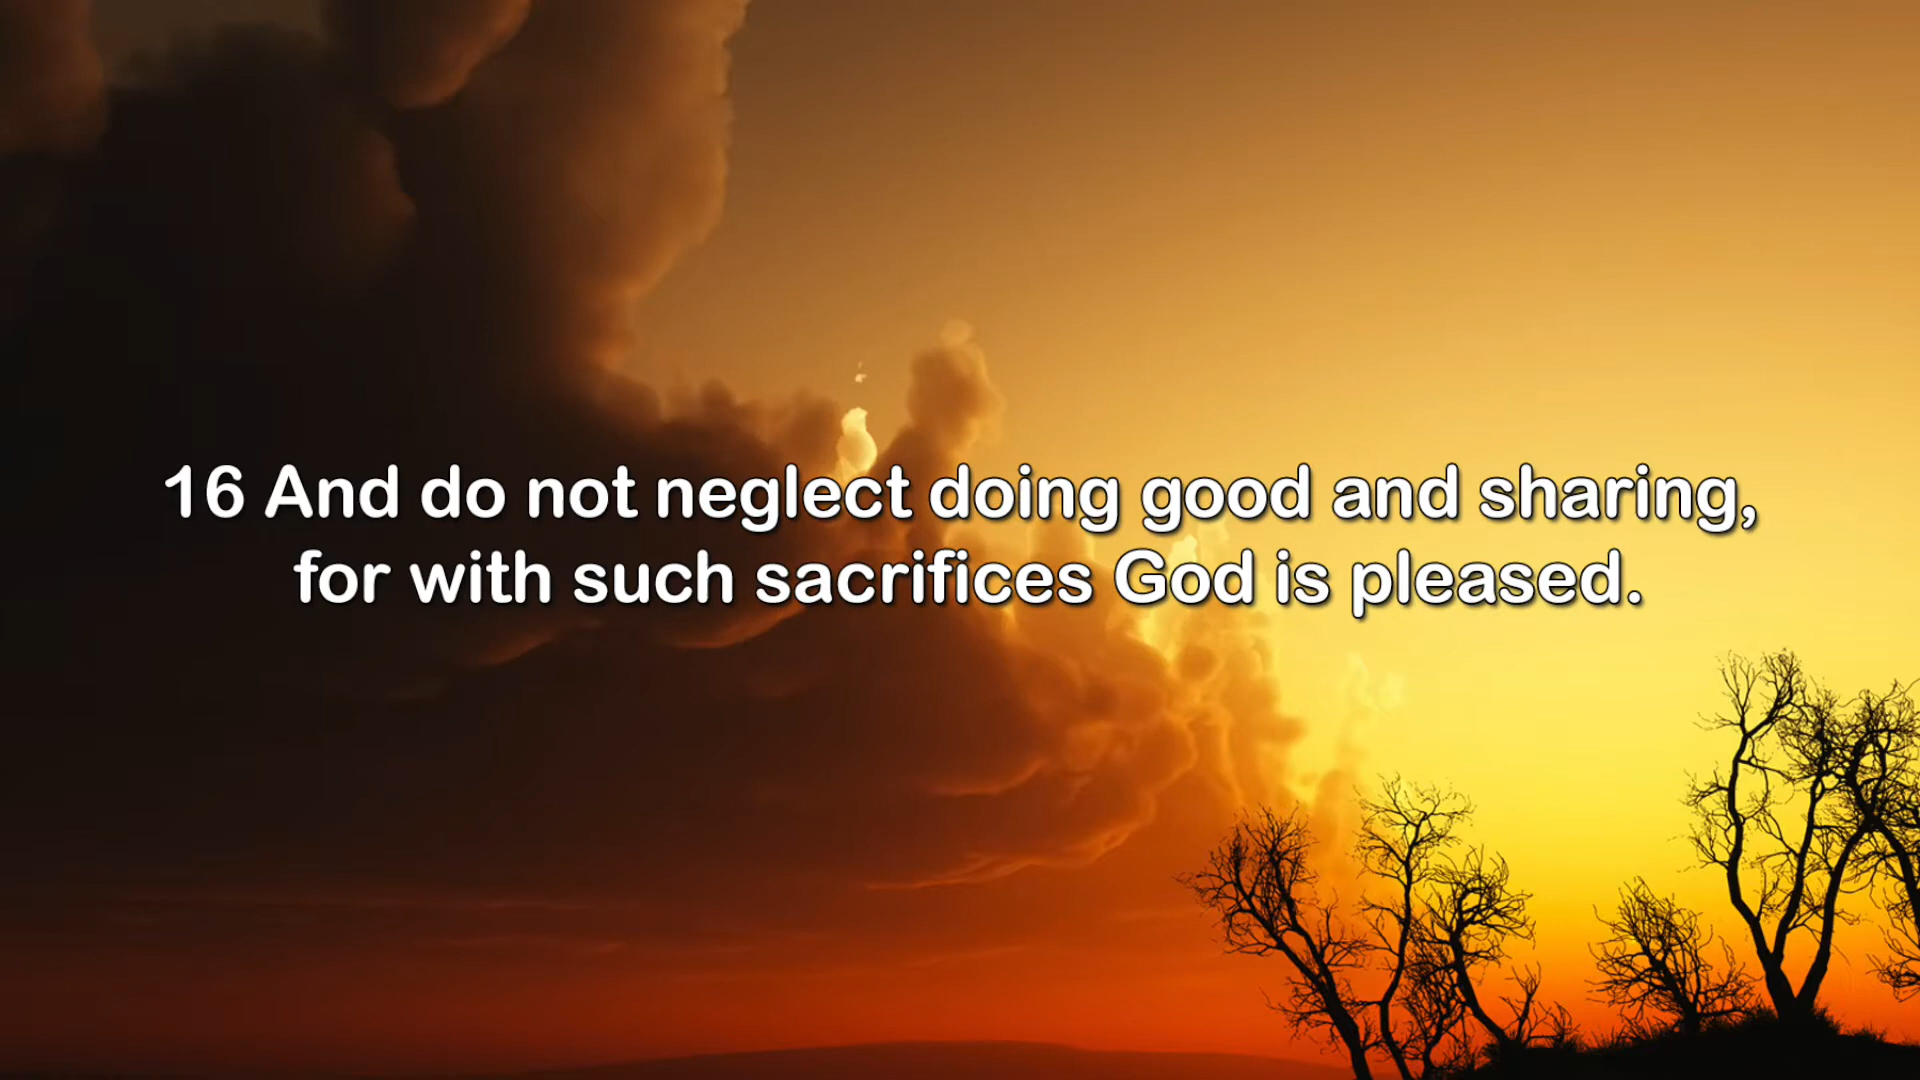 16 And do not neglect doing good and sharing,
for with such sacrifices God is pleased.